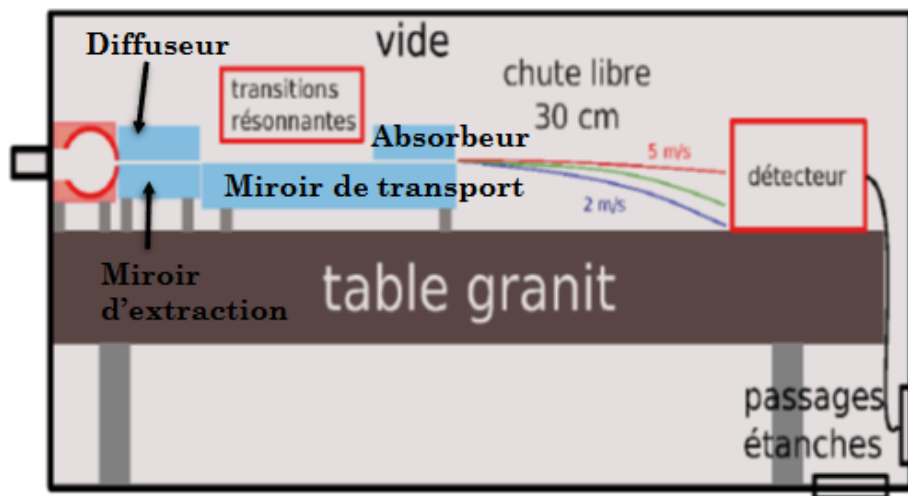 Diffuseur
vide
transitions
résonnantes
chute libre
30 cm
Absorbeur
5 m/s
2 m/s
détecteur
Miroir de transport
Miroir
d'extraction
table granit
passages
étanches